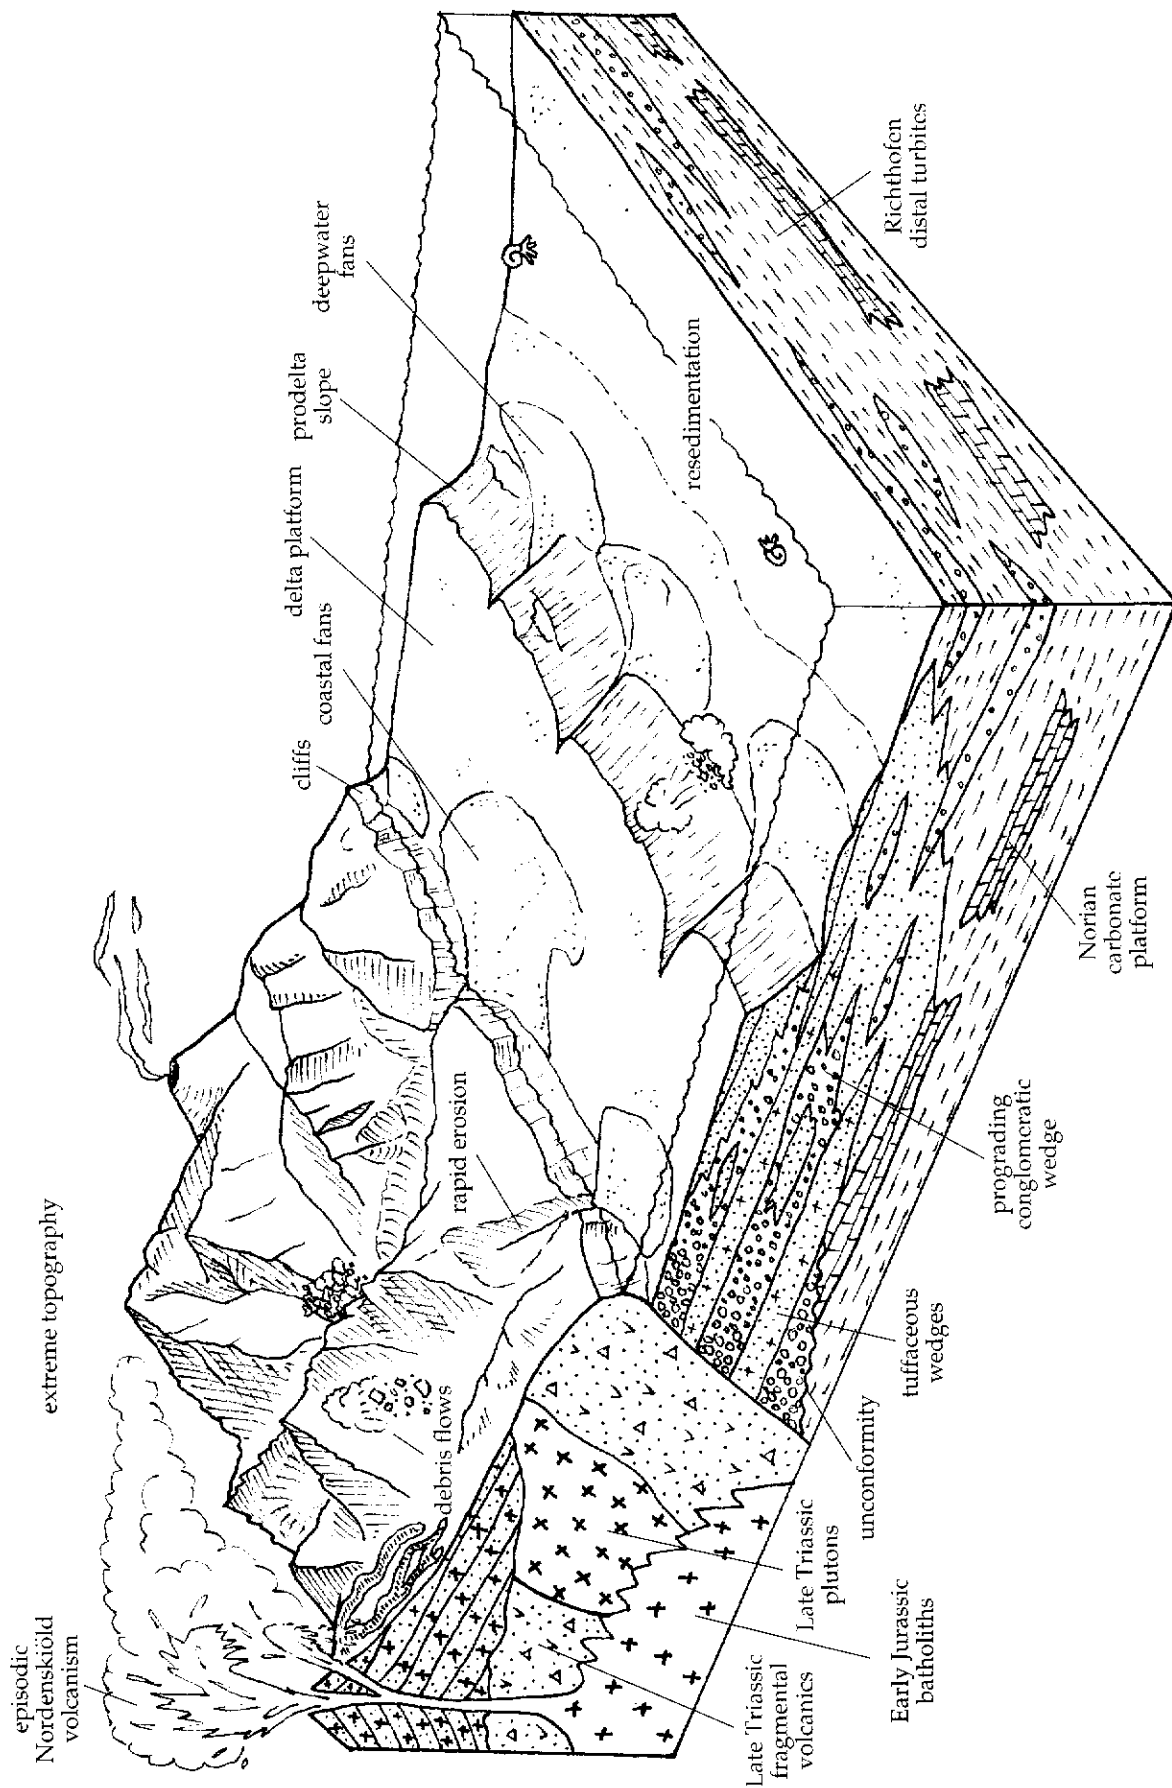 episodic
Nordenskiöld
volcanism
extreme topography
cliffs
coastal fans
delta platform
prodelta
slope
deepwater
fans
debris flows
rapid erosion
resedimentation
Late Triassic
fragmental
volcanics
Early Jurassic
batholiths
Late Triassic
plutons
unconformity
tuffaceous
wedges
prograding
conglomeratic
wedge
Norian
carbonate
platform
Richthofen
distal turbites